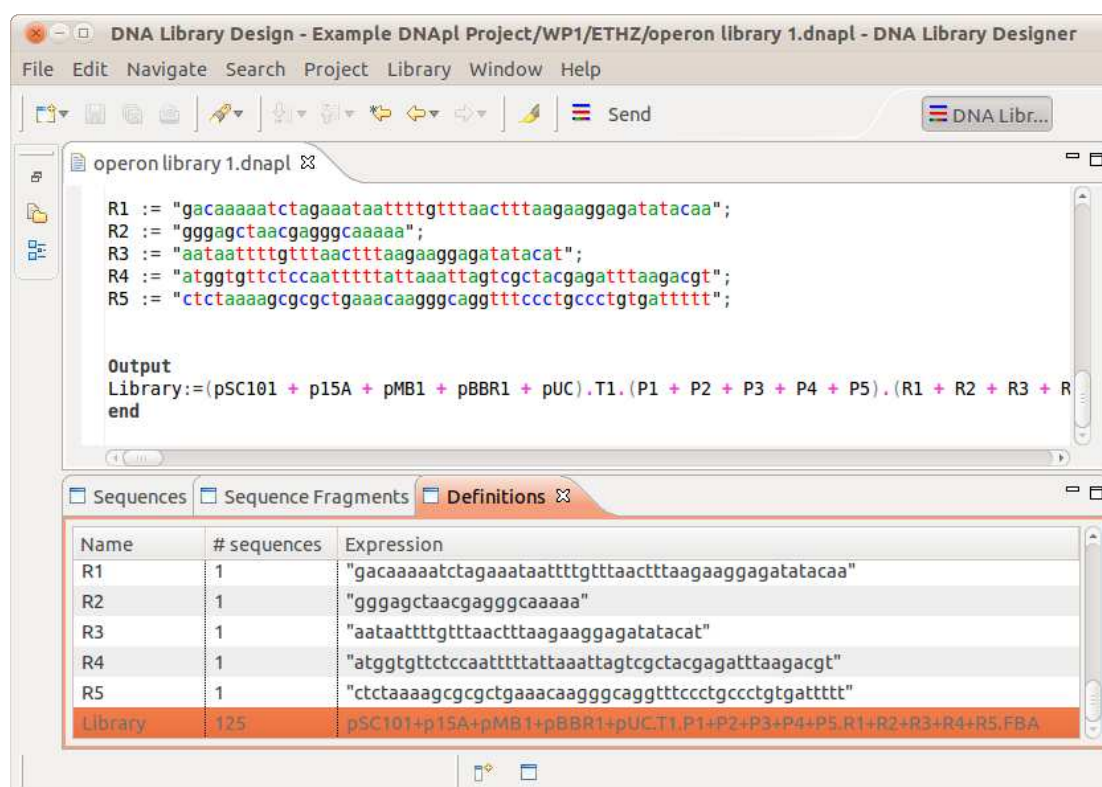 DNA Library Design - Example DNApl Project/WP1/ETHZ/operon library 1.dnapl - DNA Library Designer
File Edit Navigate Search Project Library Window Help
Send
DNA Libr...
operon library 1.dnapl
R1 := "gacaaaaatctagaaataattttgtttaactttaagaaggagatatacaa";
R2 := "gggagctaacgagggcaaaaa";
R3 := "aataattttgtttaactttaagaaggagatatacat";
R4 := "atggtgttctccaatttttattaaattagtcgctacgagatttaagacgt";
R5 := "ctctaaaagcgcgctgaaacaagggcaggtttccctgccctgtgattttt";
Output
Library:=(pSC101 + p15A + pMB1 + pBBR1 + pUC).T1.(P1 + P2 + P3 + P4 + P5).(R1 + R2 + R3 + R
end
Sequences Sequence Fragments Definitions
Name # sequences Expression
R1 1 "gacaaaaatctagaaataattttgtttaactttaagaaggagatatacaa"
R2 1 "gggagctaacgagggcaaaaa"
R3 1 "aataattttgtttaactttaagaaggagatatacat"
R4 1 "atggtgttctccaatttttattaaattagtcgctacgagatttaagacgt"
R5 1 "ctctaaaagcgcgctgaaacaagggcaggtttccctgccctgtgattttt"
Library 125 pSC101+p15A+pMB1+pBBR1+pUC.T1.P1+P2+P3+P4+P5.R1+R2+R3+R4+R5.FBA